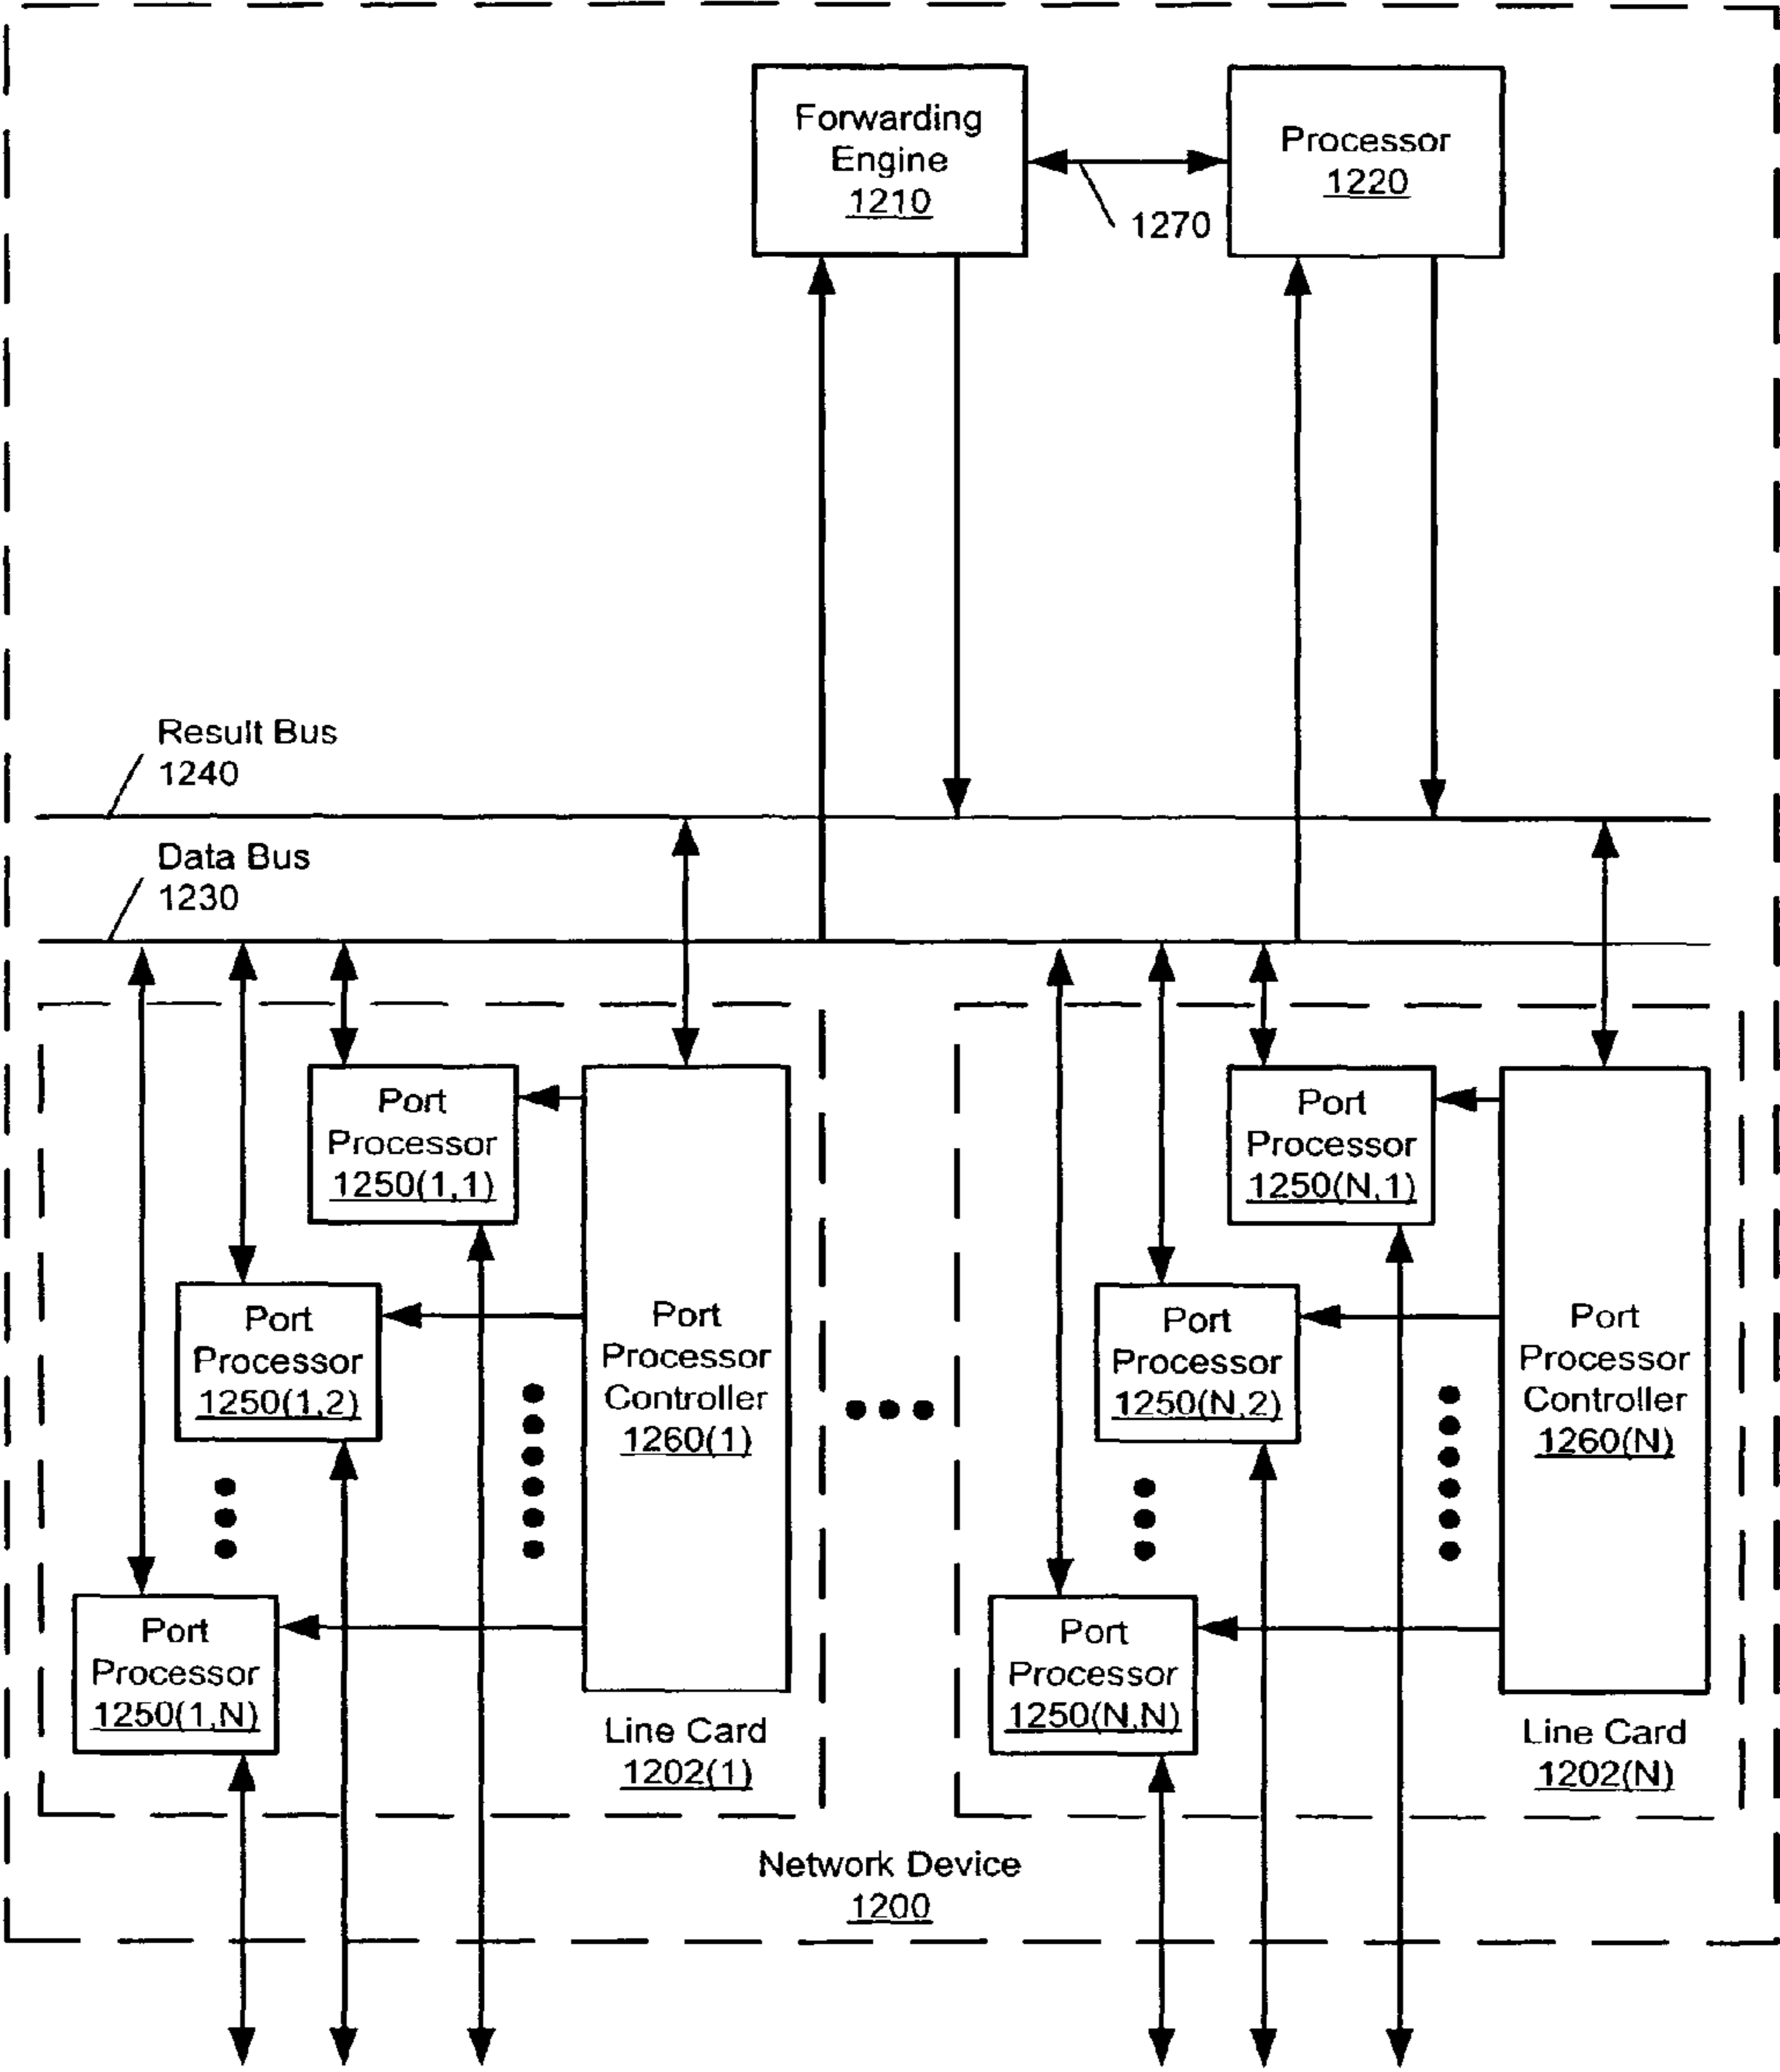 Forwarding
Engine
1210
Processor
1220
1270
Result Bus
1240
Data Bus
1230
Port
Processor
1250(1,1)
Port
Processor
1250(1,2)
Port
Processor
1250(1,N)
Port
Processor
Controller
1260(1)
Line Card
1202(1)
Port
Processor
1250(N,1)
Port
Processor
1250(N,2)
Port
Processor
1250(N,N)
Port
Processor
Controller
1260(N)
Line Card
1202(N)
Network Device
1200